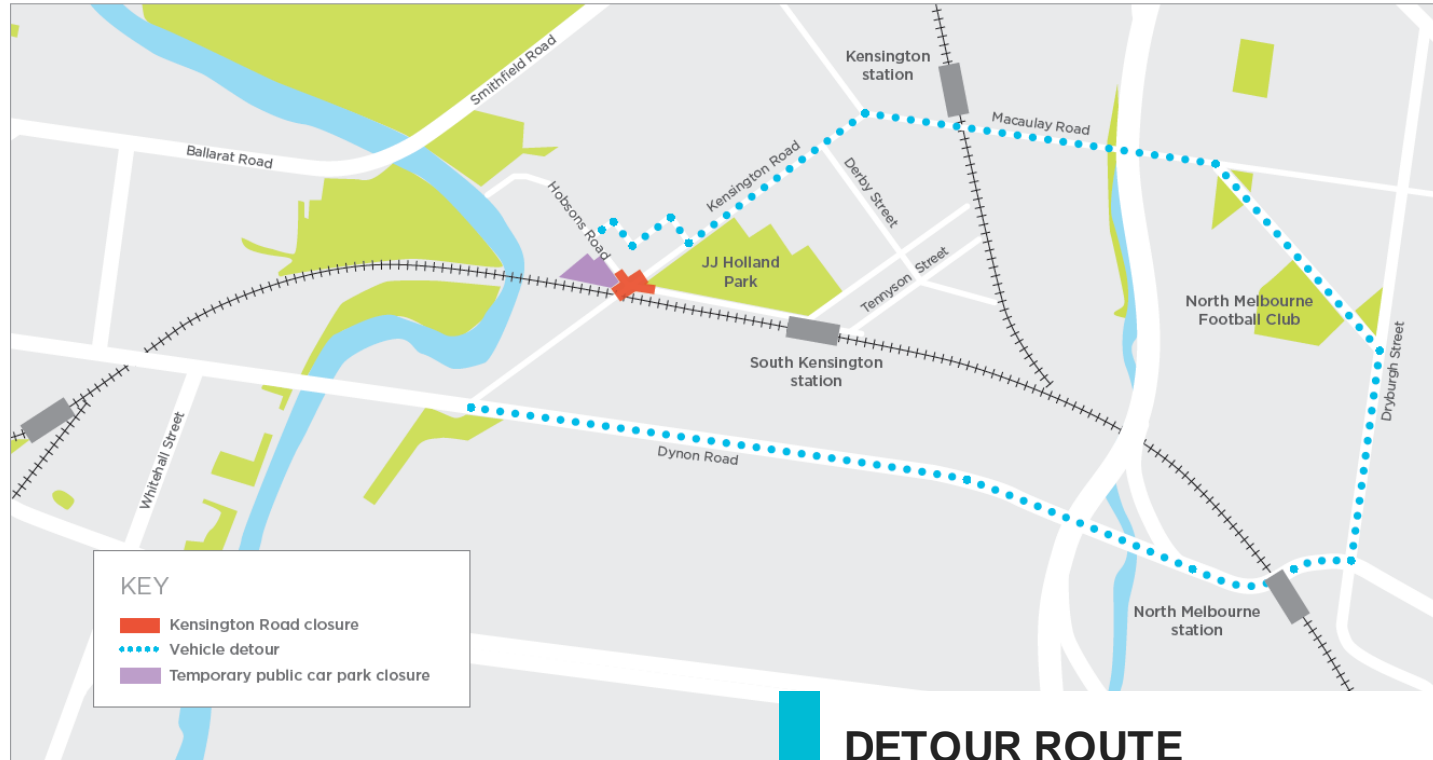 Kensington
station
Smithfield Road
Macaulay Road
Ballarat Road
Kensington Road
Derby Street
Hobsons Road
JJ Holland
Park
Tennyson Street
North Melbourne
Football Club
South Kensington
station
Dryburgh Street
Whitehall Street
Dynon Road
North Melbourne
station
KEY
Kensington Road closure
Vehicle detour
Temporary public car park closure
DETOUR ROUTE